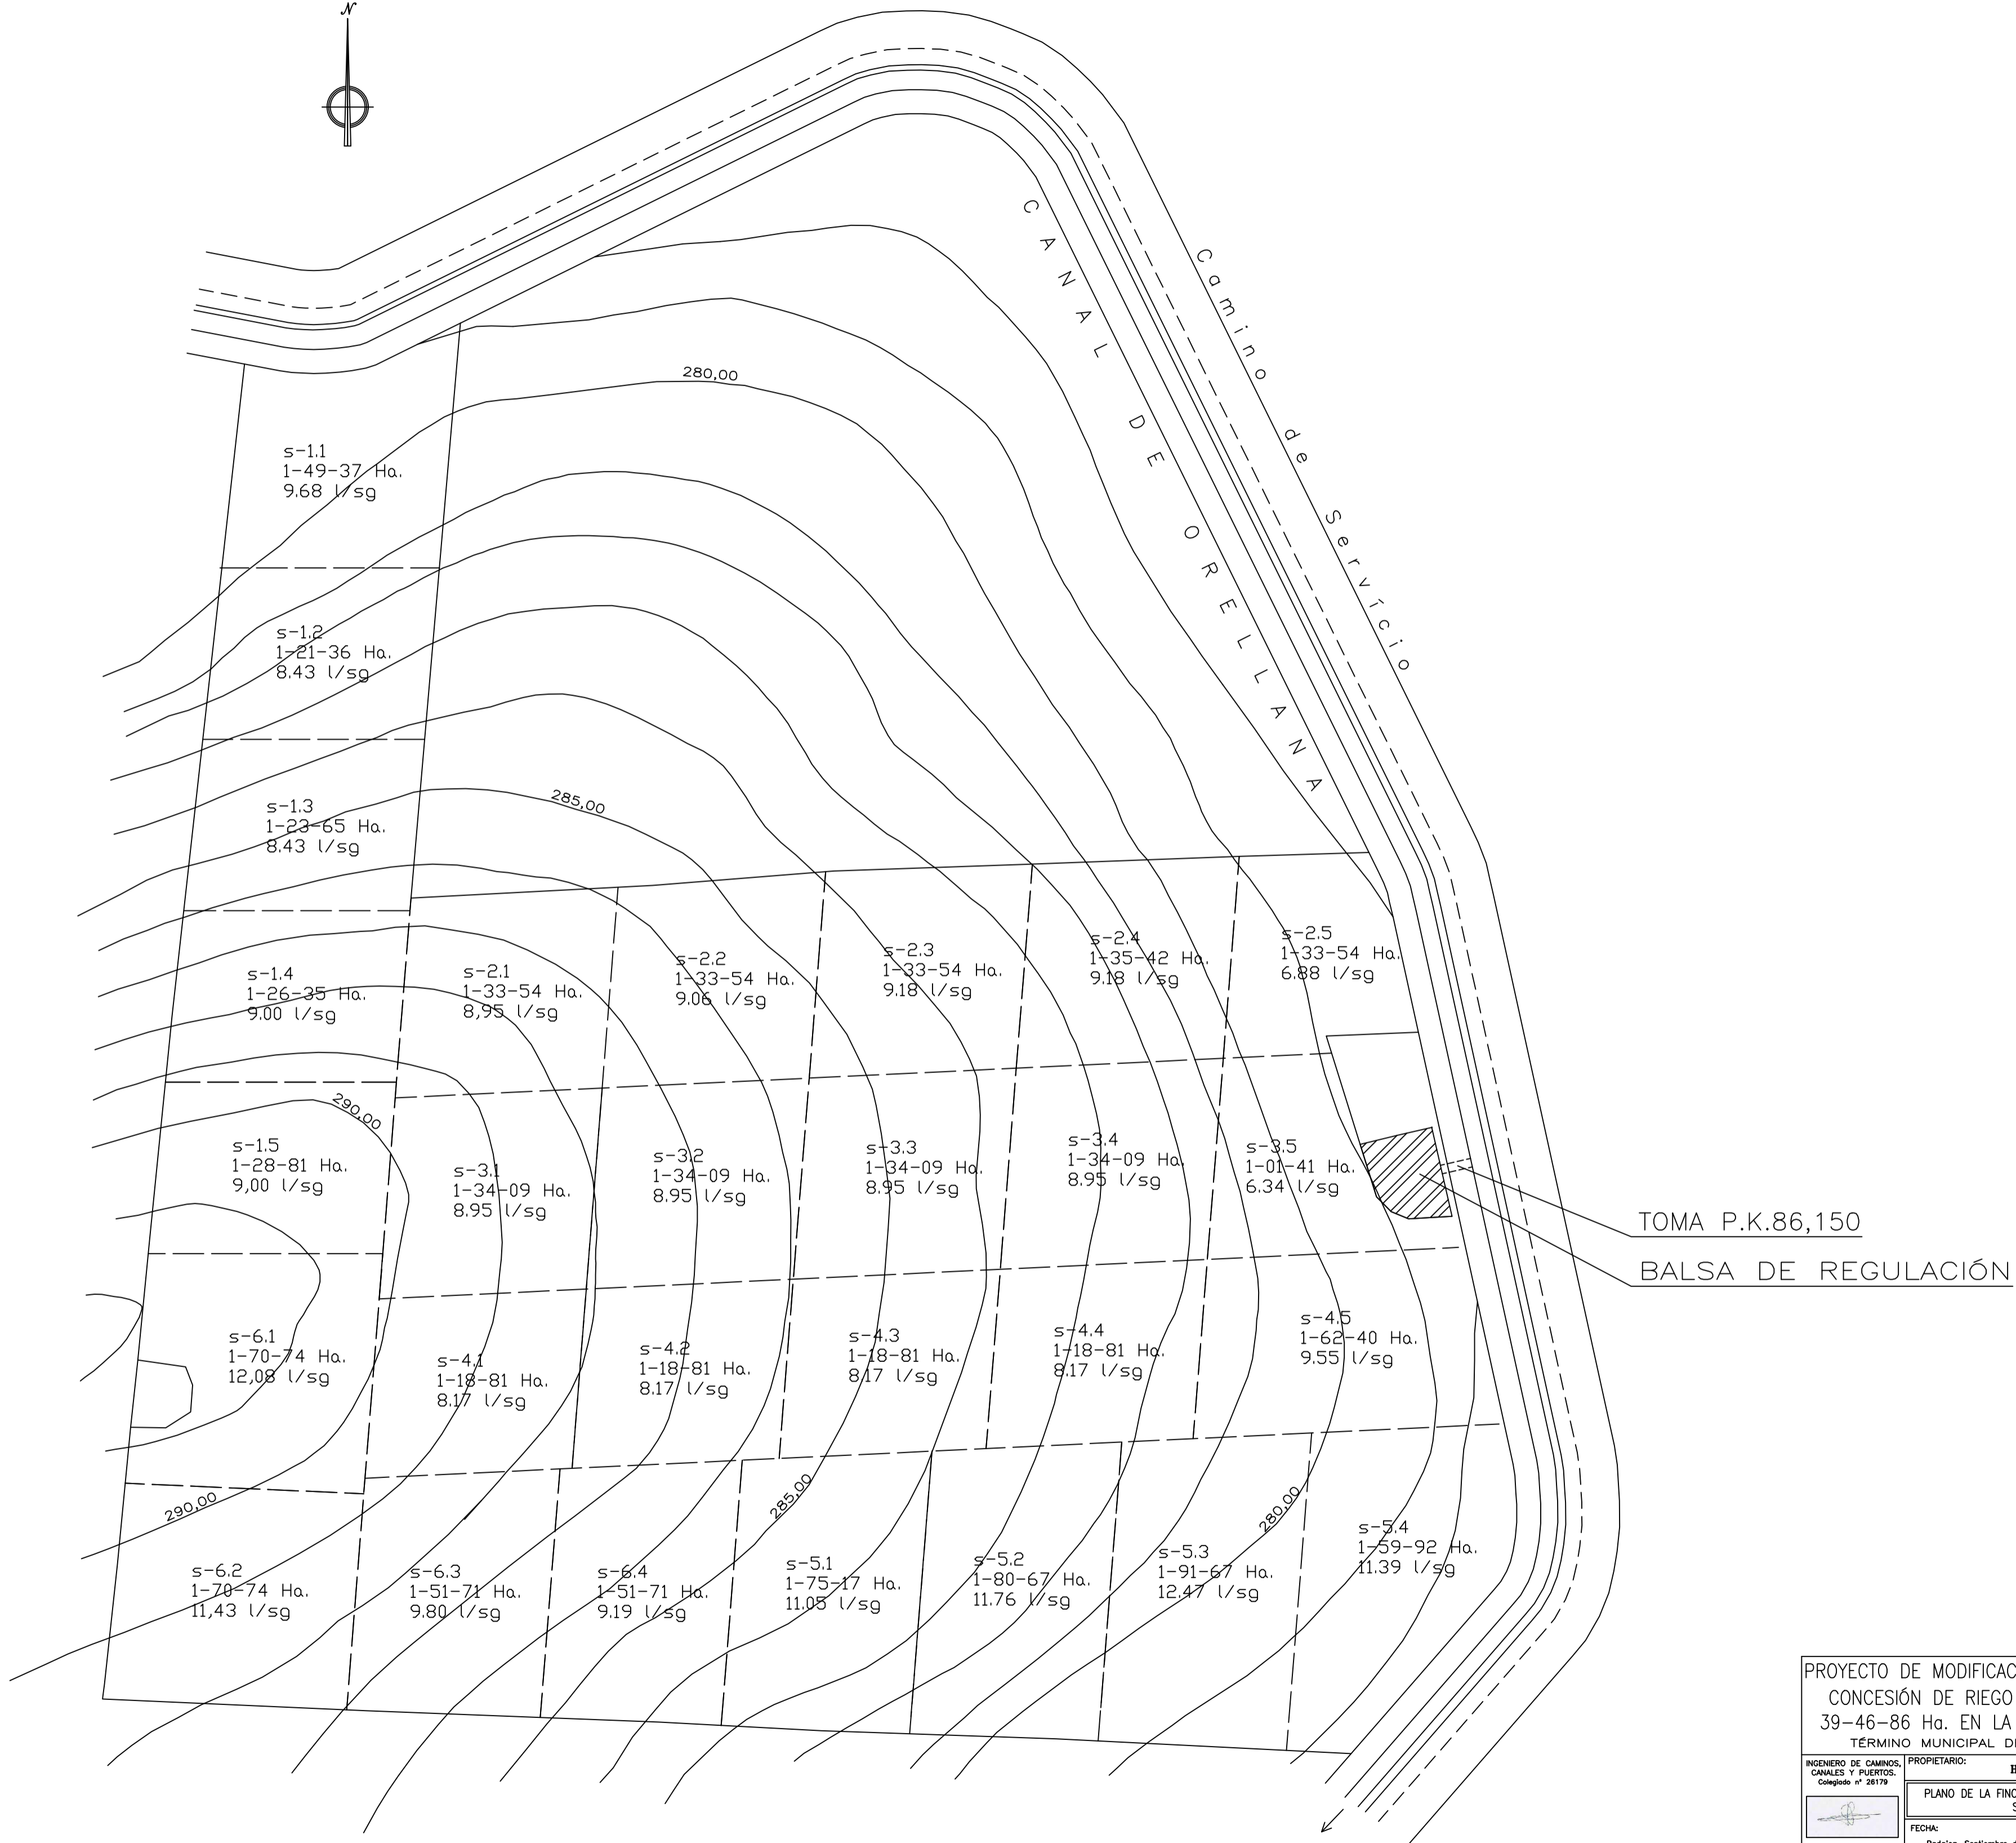 N
280,00
CANAL DE ORELLANA
Camino de Servício
s-1.1
1-49-37 Ha.
9.68 l/sg
s-1.2
1-21-36 Ha.
8.43 l/sg
285,00
s-1.3
1-23-65 Ha.
8.43 l/sg
s-1.4
1-26-35 Ha.
9.00 l/sg
s-2.1
1-33-54 Ha.
8,95 l/sg
s-2.2
1-33-54 Ha.
9.06 l/sg
s-2.3
1-33-54 Ha.
9.18 l/sg
s-2.4
1-35-42 Ha.
9.18 l/sg
s-2.5
1-33-54 Ha.
6.88 l/sg
290,00
s-1.5
1-28-81 Ha.
9,00 l/sg
s-3.1
1-34-09 Ha.
8.95 l/sg
s-3.2
1-34-09 Ha.
8.95 l/sg
s-3.3
1-34-09 Ha.
8.95 l/sg
s-3.4
1-34-09 Ha.
8.95 l/sg
s-3.5
1-01-41 Ha.
6.34 l/sg
TOMA P.K.86,150
BALSA DE REGULACIÓN
s-6.1
1-70-74 Ha.
12,08 l/sg
s-4.1
1-18-81 Ha.
8.17 l/sg
s-4.2
1-18-81 Ha.
8.17 l/sg
s-4.3
1-18-81 Ha.
8.17 l/sg
s-4.4
1-18-81 Ha.
8.17 l/sg
s-4.5
1-62-40 Ha.
9.55 l/sg
290,00
285,00
280,00
s-6.2
1-70-74 Ha.
11,43 l/sg
s-6.3
1-51-71 Ha.
9.80 l/sg
s-6.4
1-51-71 Ha.
9.19 l/sg
s-5.1
1-75-17 Ha.
11.05 l/sg
s-5.2
1-80-67 Ha.
11.76 l/sg
s-5.3
1-91-67 Ha.
12.47 l/sg
s-5.4
1-59-92 Ha.
11.39 l/sg
PROYECTO DE MODIFICAC
CONCESIÓN DE RIEGO
39-46-86 Ha. EN LA
TÉRMINO MUNICIPAL D
INGENIERO DE CAMINOS,
CANALES Y PUERTOS.
Colegiado nº 26179
PROPIETARIO:
PLANO DE LA FINC
FECHA: